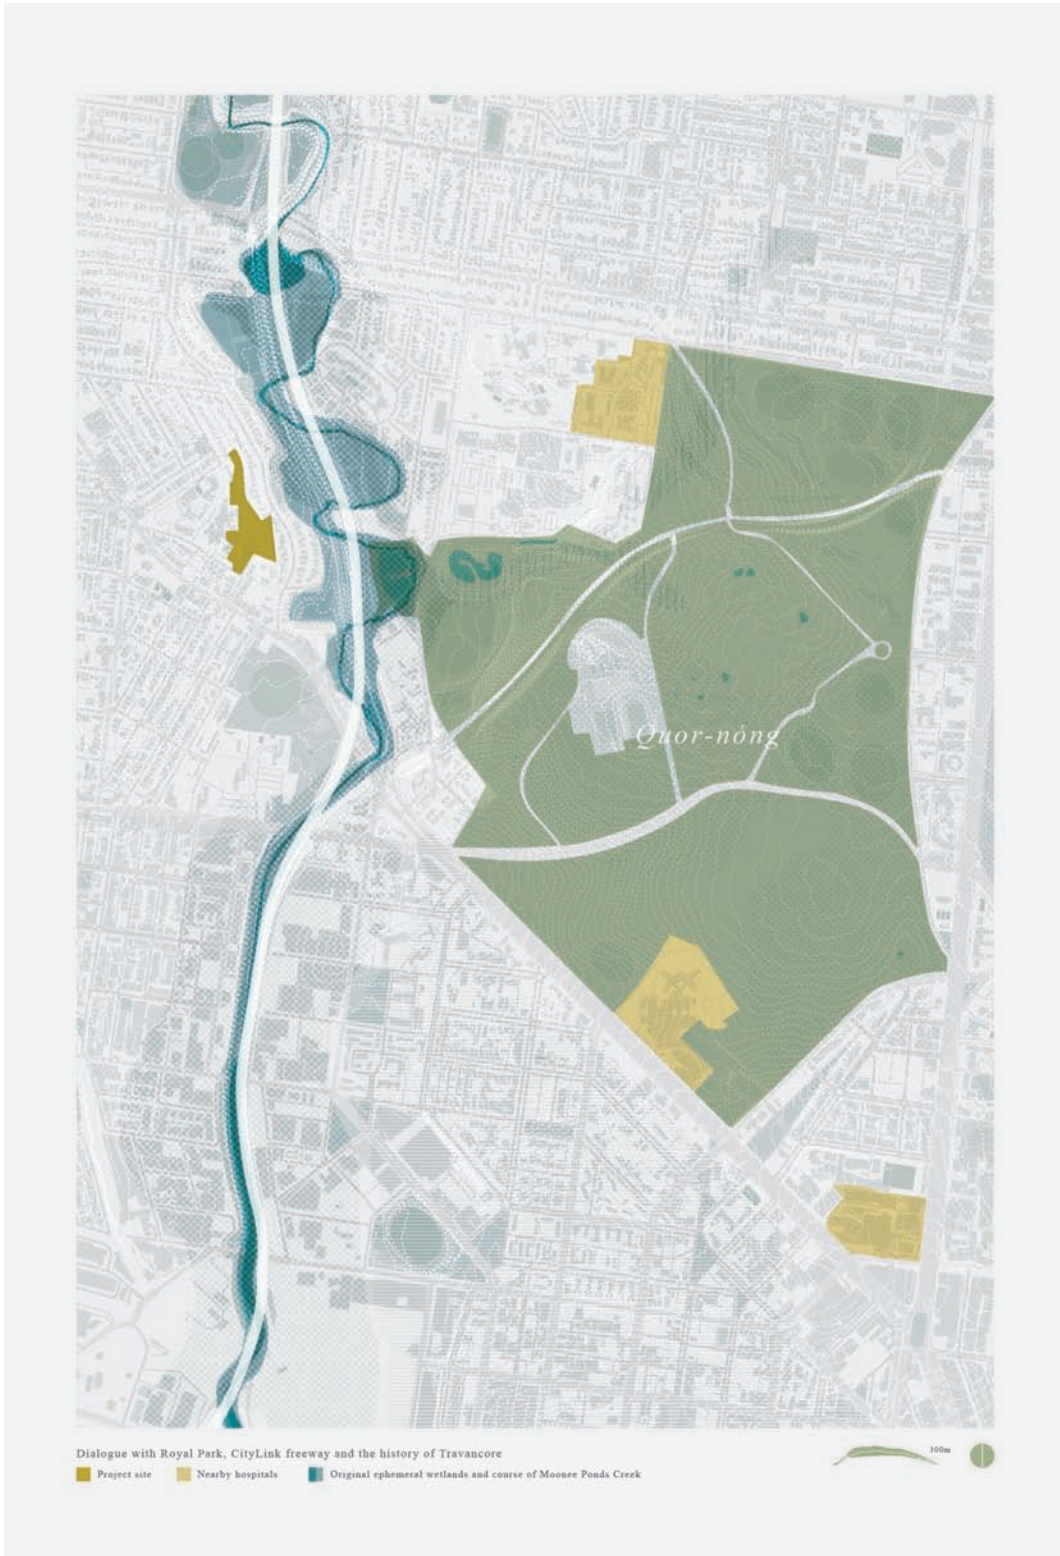 Quor-nóng
Dialogue with Royal Park, CityLink freeway and the history of Travancore
300m
Project site
Nearby hospitals
Original ephemeral wetlands and course of Moonee Ponds Creek